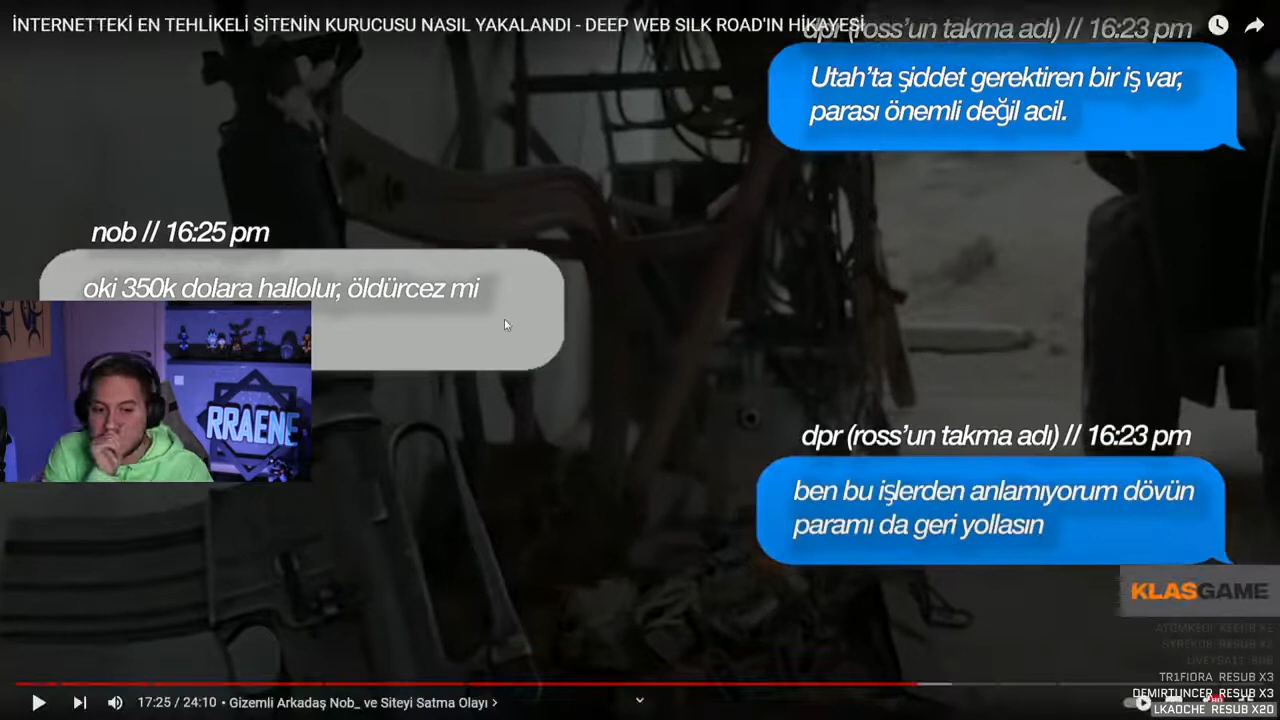 İNTERNETTEKİ EN TEHLİKELİ SİTENİN KURUCUSU NASIL YAKALANDI - DEEP WEB SILK ROAD'IN HİKAYESİ
dpr (ross'un takma adı) // 16:23 pm
Utah'ta şiddet gerektiren bir iş var,
parası önemli değil acil.
nob // 16:25 pm
oki 350k dolara hallolur, öldürcez mi
RRAENE
dpr (ross'un takma adı) // 16:23 pm
ben bu işlerden anlamıyorum dövün
paramı da geri yollasın
KLASGAME
TR1FIORA RESUB X3
DEMIRTUNCER RESUB X3
LKAOCHE RESUB X20
17:25 / 24:10 • Gizemli Arkadaş Nob_ ve Siteyi Satma Olayı >